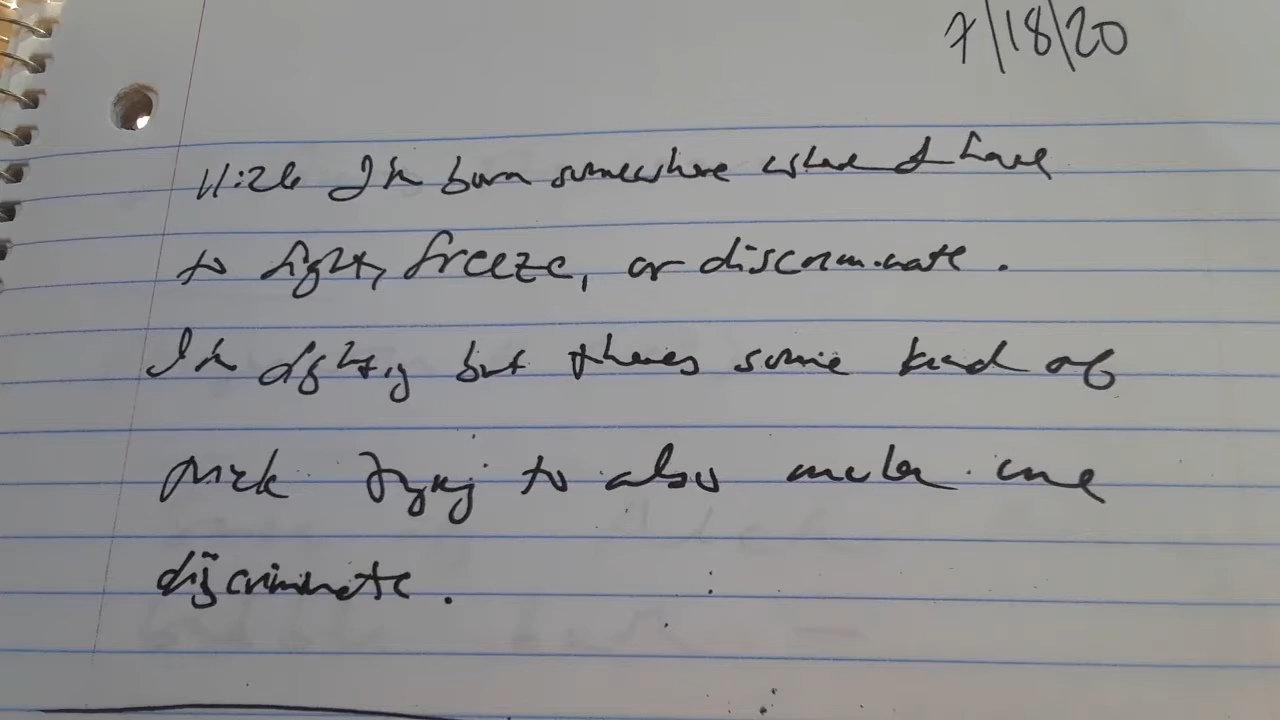 7/18/20
11:26 I'm born somewhere where I have
to fight, freeze, or discriminate.
I'm fighting but theres some kind of
trying to also make me
discriminate.